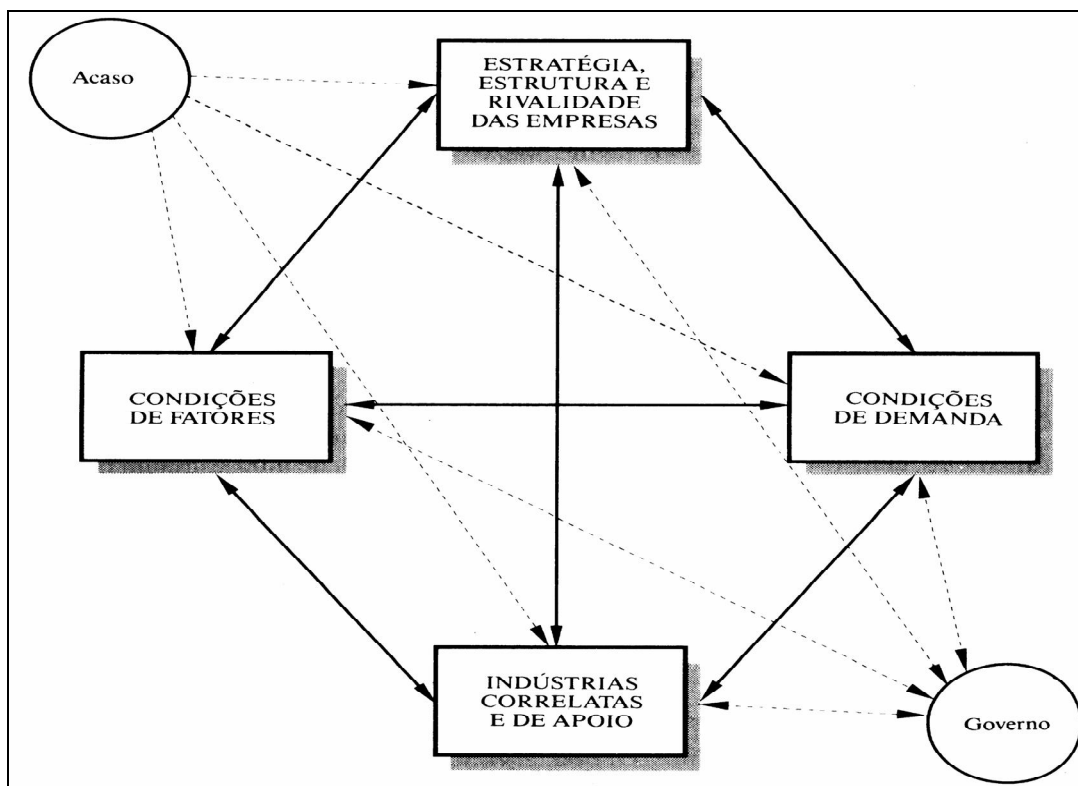 Acaso
ESTRATÉGIA,
ESTRUTURA E
RIVALIDADE
DAS EMPRESAS
CONDIÇÕES
DE FATORES
CONDIÇÕES
DE DEMANDA
INDÚSTRIAS
CORRELATAS
E DE APOIO
Governo